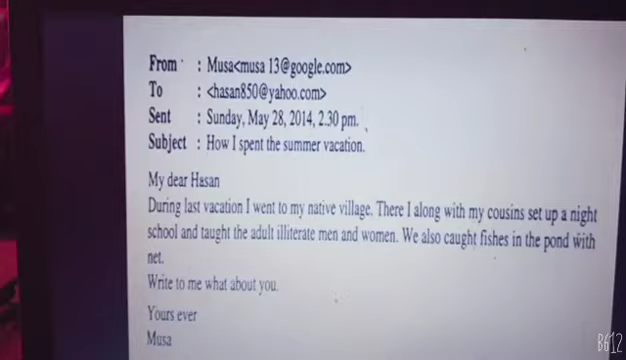 From : Musa<musa 13@google.com>
To : <hasan850@yahoo.com>
Sent : Sunday, May 28, 2014, 2.30 pm.
Subject : How I spent the summer vacation.
My dear Hasan
During last vacation I went to my native village. There I along with my cousins set up a night
school and taught the adult illiterate men and women. We also caught fishes in the pond with
net.
Write to me what about you.
Yours ever
Musa
B612